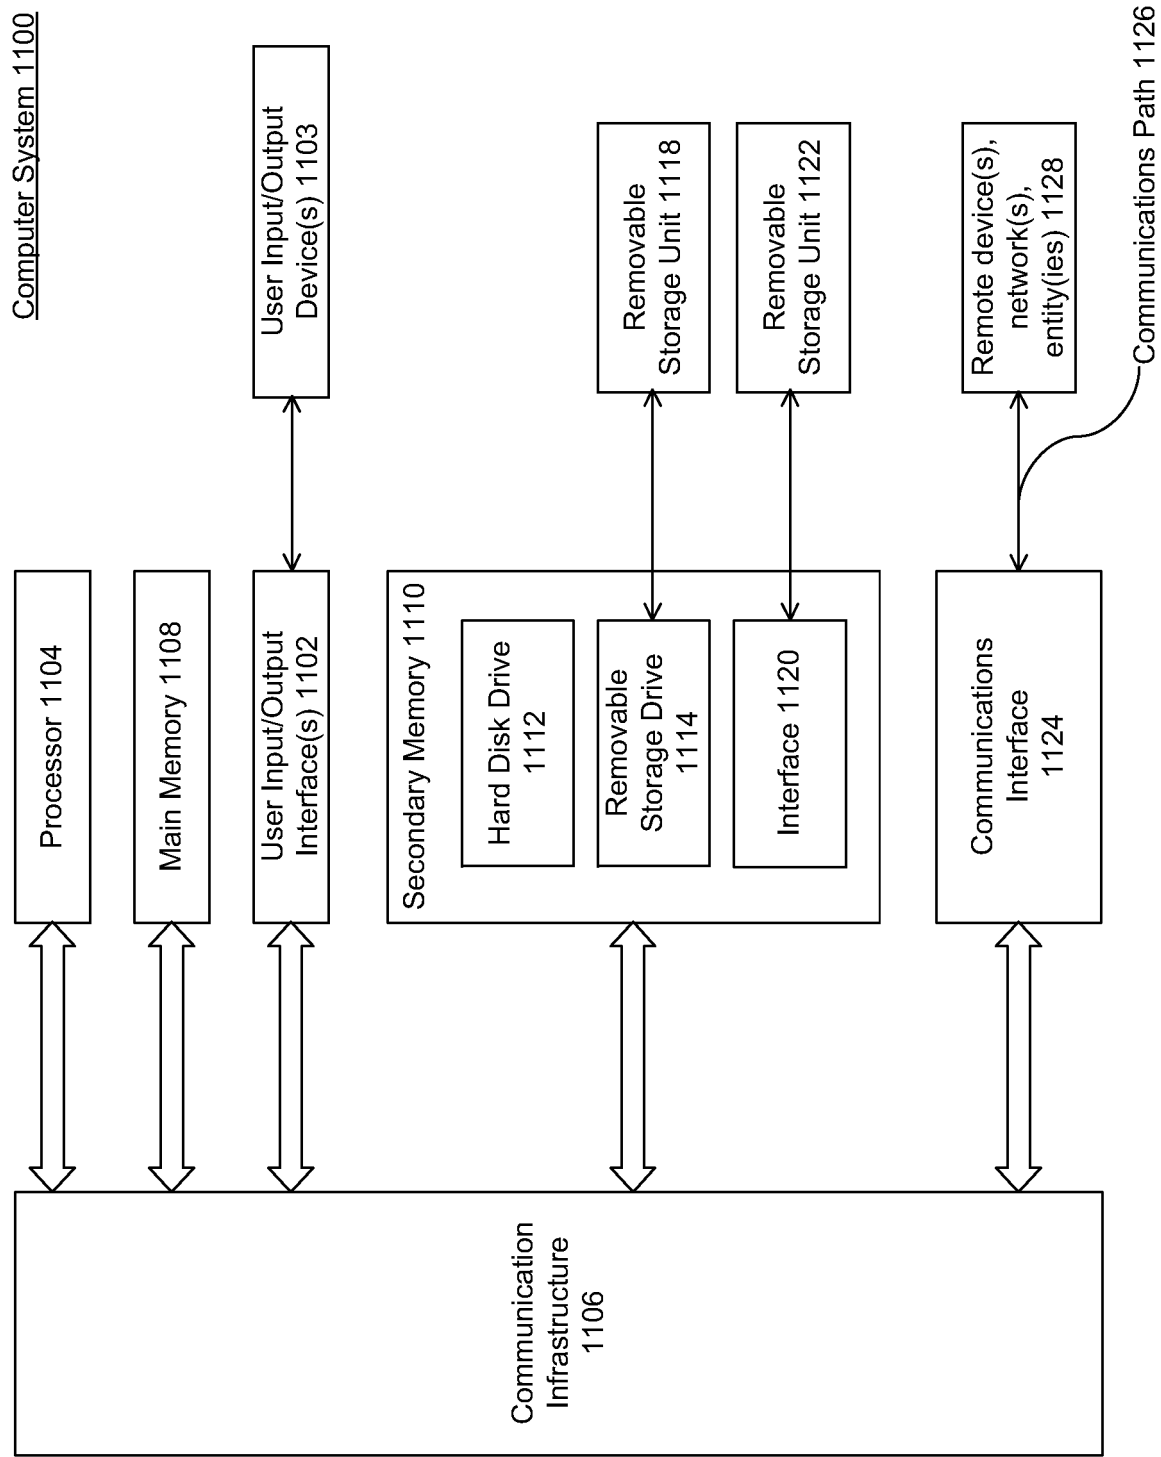 Computer System 1100
Processor 1104
Main Memory 1108
User Input/Output
Interface(s) 1102
User Input/Output
Device(s) 1103
Secondary Memory 1110
Hard Disk Drive
1112
Removable
Storage Drive
1114
Removable
Storage Unit 1118
Interface 1120
Removable
Storage Unit 1122
Communications
Interface
1124
Remote device(s),
network(s),
entity(ies) 1128
Communications Path 1126
Communication
Infrastructure
1106